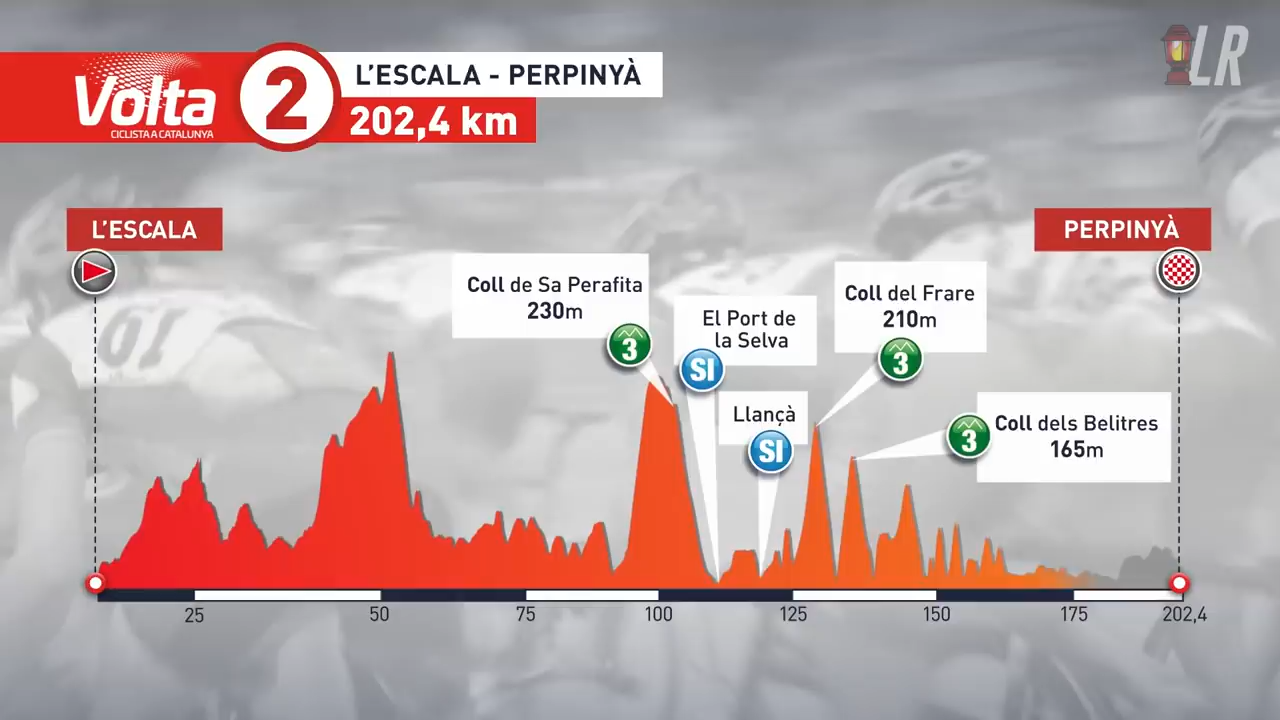 Volta
CICLISTA A CATALUNYA
2
L'ESCALA - PERPINYÀ
202,4 km
LR
L'ESCALA
PERPINYÀ
61
Coll de Sa Perafita
230m
3
El Port de
la Selva
SI
Llançà
SI
Coll del Frare
210m
3
Coll dels Belitres
165m
3
25
50
75
100
125
150
175
202,4